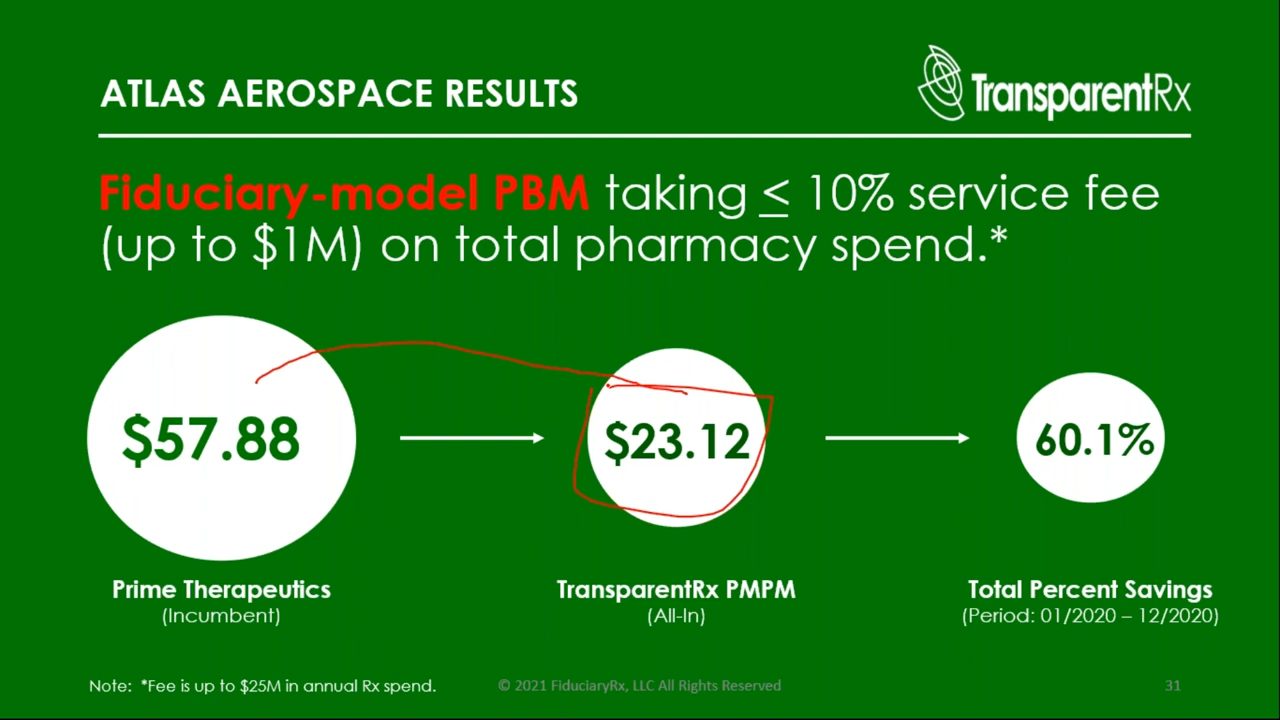 ATLAS AEROSPACE RESULTS
TransparentRx
Fiduciary-model PBM taking ≤ 10% service fee
(up to $1M) on total pharmacy spend.*
$57.88
$23.12
60.1%
Prime Therapeutics
(Incumbent)
TransparentRx PMPM
(All-In)
Total Percent Savings
(Period: 01/2020 – 12/2020)
Note: *Fee is up to $25M in annual Rx spend.
© 2021 FiduciaryRx, LLC All Rights Reserved
31